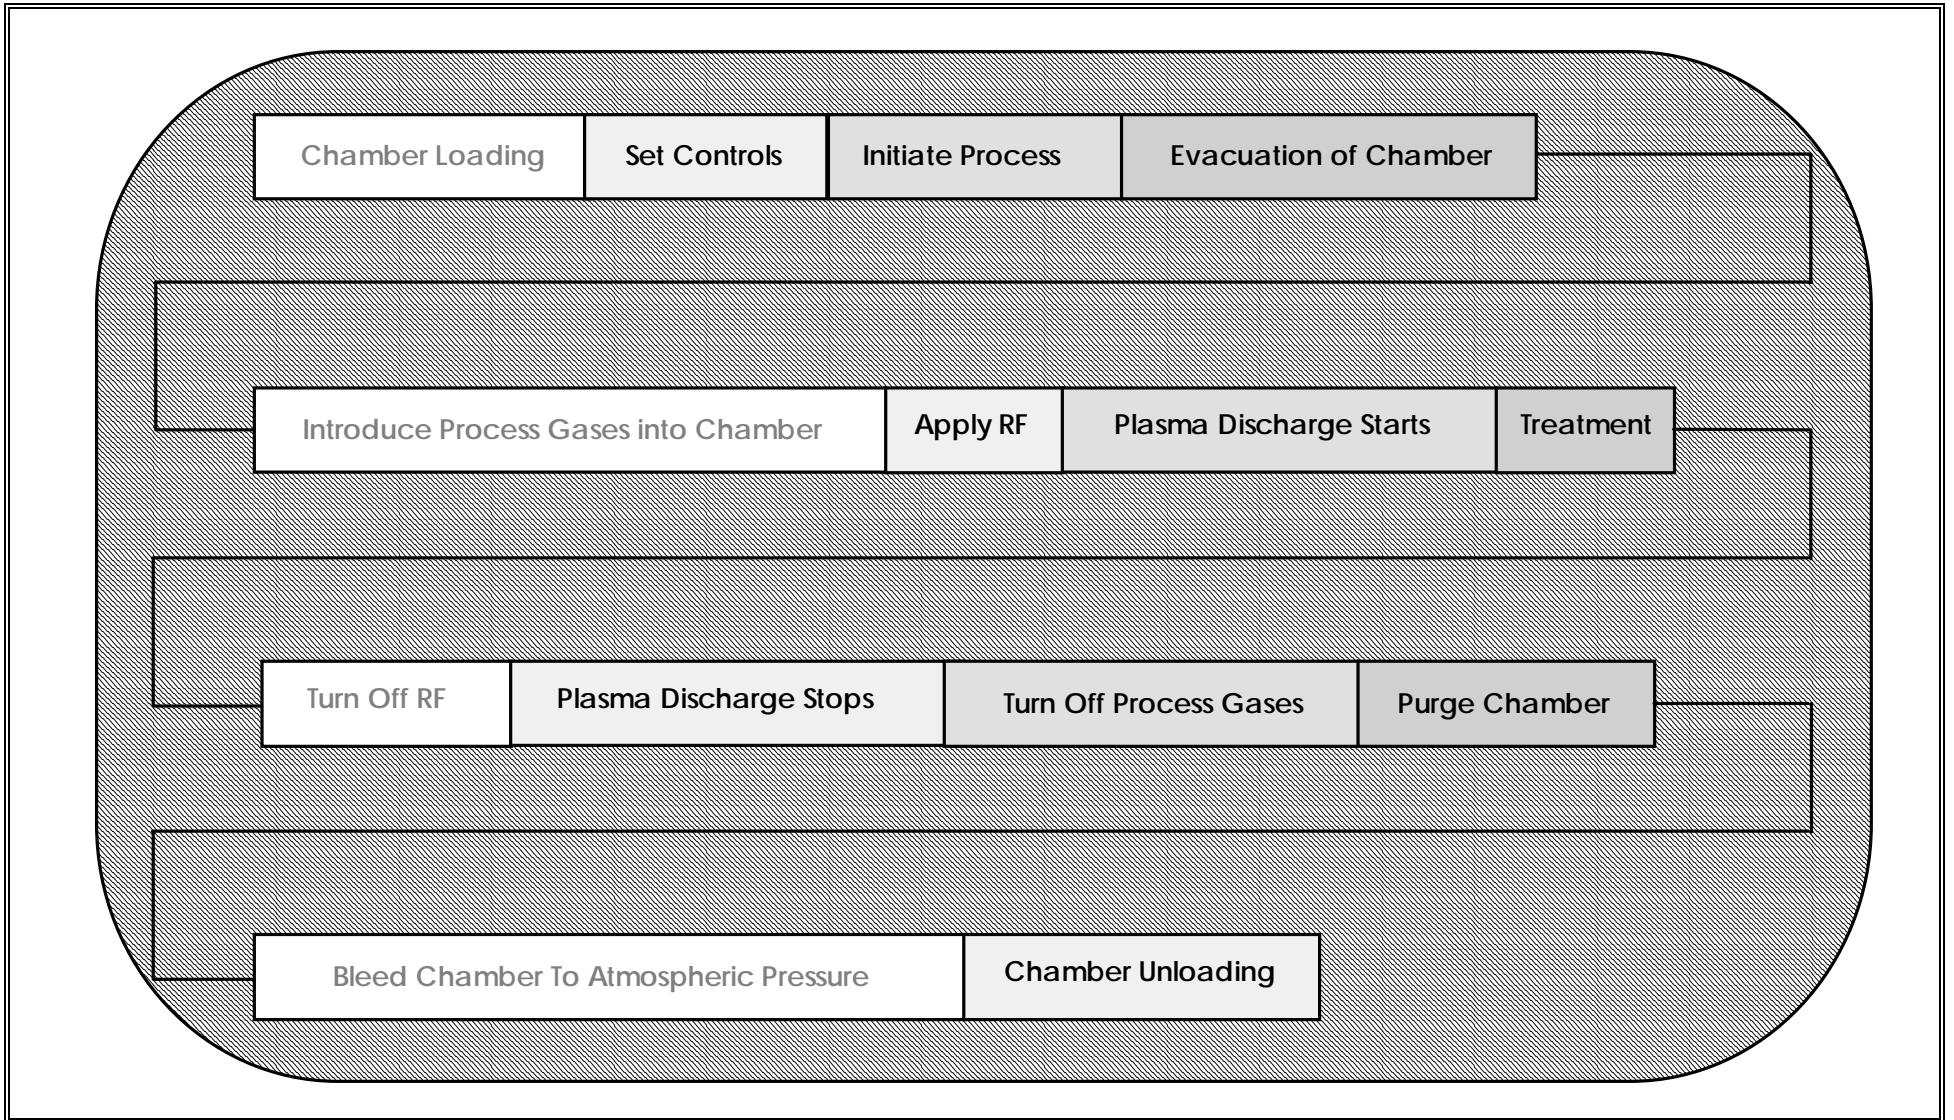 Chamber Loading
Set Controls
Initiate Process
Evacuation of Chamber
Introduce Process Gases into Chamber
Apply RF
Plasma Discharge Starts
Treatment
Turn Off RF
Plasma Discharge Stops
Turn Off Process Gases
Purge Chamber
Bleed Chamber To Atmospheric Pressure
Chamber Unloading